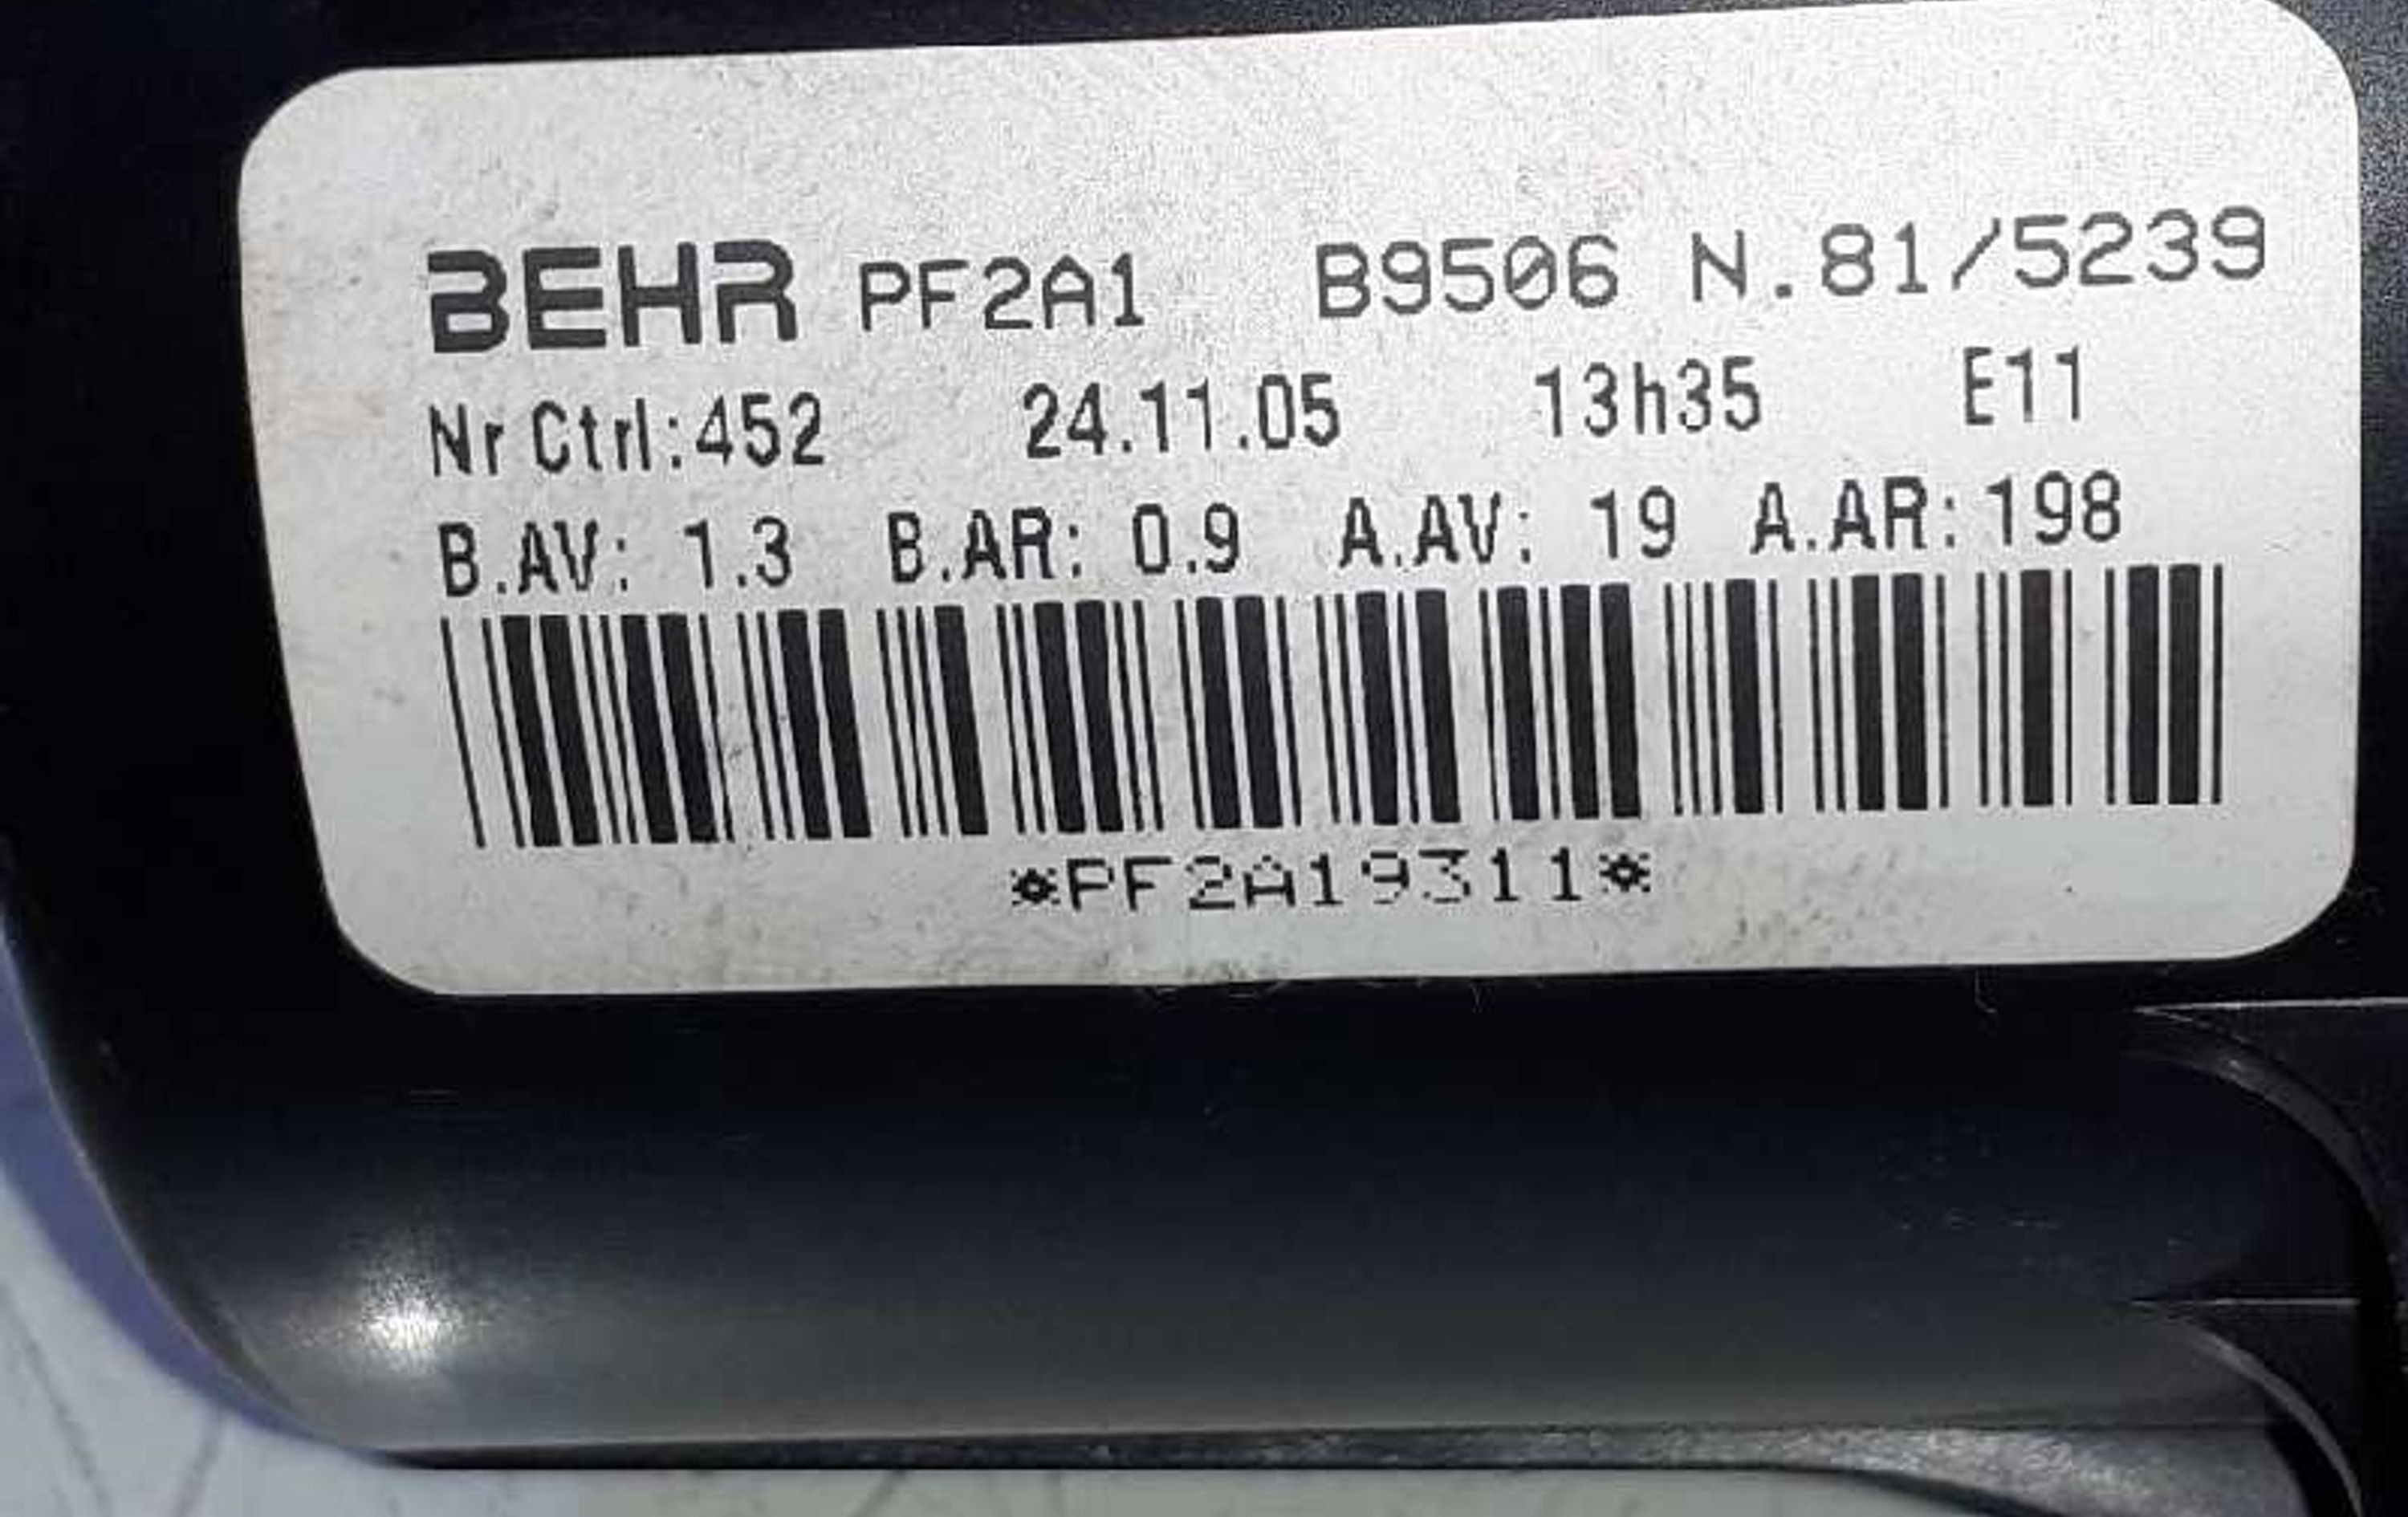 BEHR PF2A1 B9506 N.81/5239
Nr Ctrl:452 24.11.05 13h35 E11
B.AV: 1.3 B.AR: 0.9 A.AV: 19 A.AR: 198
*PF2A19311*